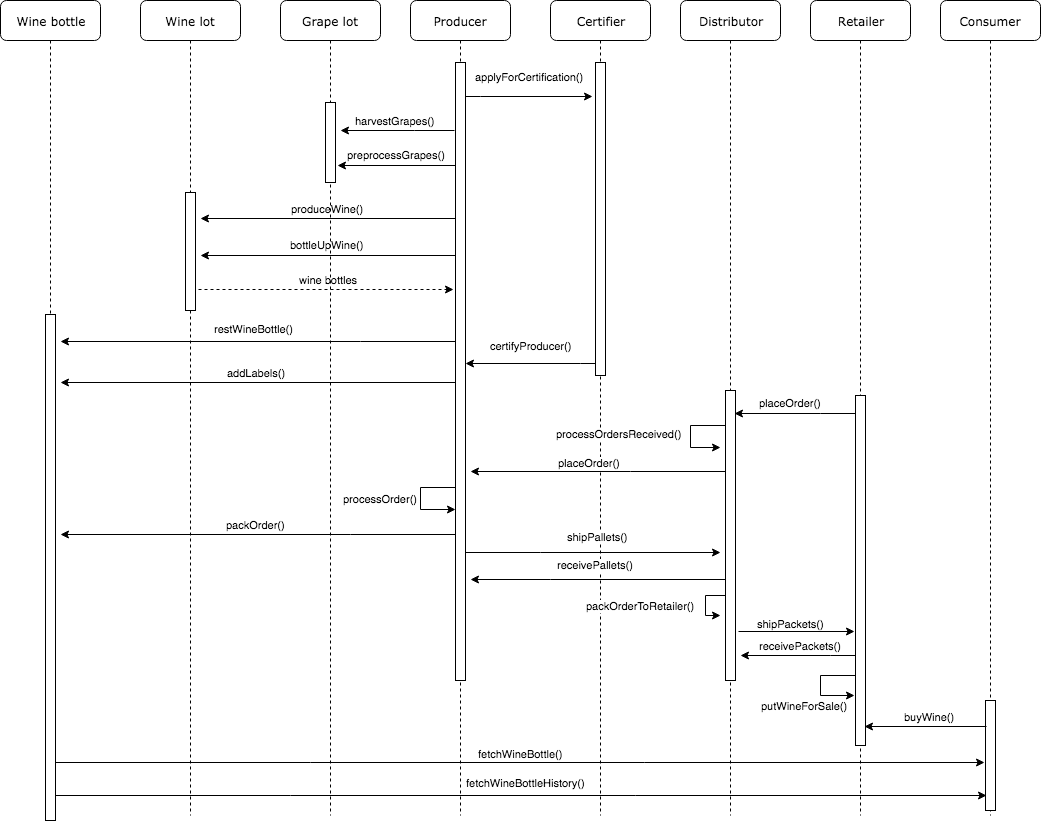 Wine bottle
Wine lot
Grape lot
Producer
Certifier
Distributor
Retailer
Consumer
applyForCertification()
harvestGrapes()
preprocessGrapes()
produceWine()
bottleUpWine()
wine bottles
restWineBottle()
certifyProducer()
addLabels()
placeOrder()
processOrdersReceived()
placeOrder()
processOrder()
packOrder()
shipPallets()
receivePallets()
packOrderToRetailer()
shipPackets()
receivePackets()
putWineForSale()
buyWine()
fetchWineBottle()
fetchWineBottleHistory()